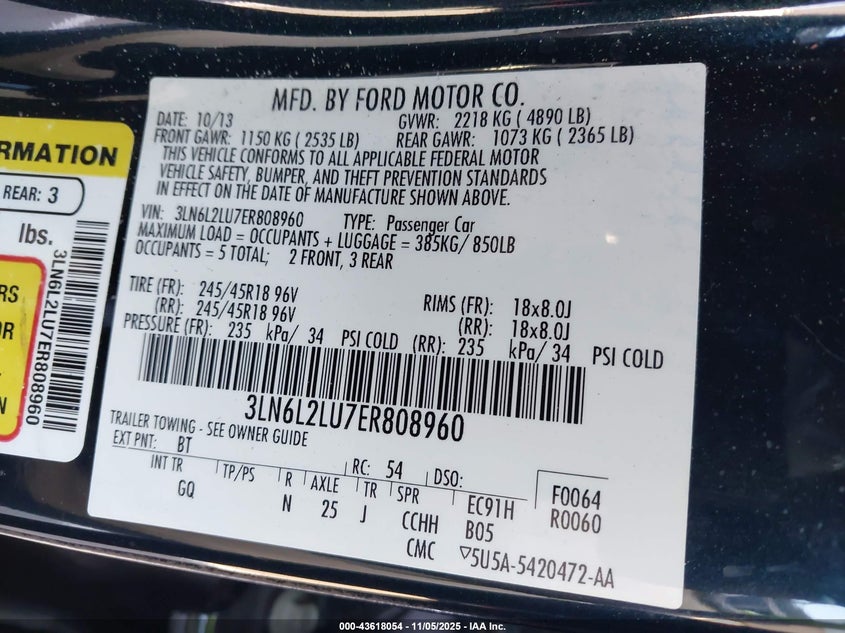 MFD. BY FORD MOTOR CO.
DATE: 10/13 GVWR: 2218 KG ( 4890 LB)
FRONT GAWR: 1150 KG ( 2535 LB) REAR GAWR: 1073 KG ( 2365 LB)
THIS VEHICLE CONFORMS TO ALL APPLICABLE FEDERAL MOTOR
VEHICLE SAFETY, BUMPER, AND THEFT PREVENTION STANDARDS
IN EFFECT ON THE DATE OF MANUFACTURE SHOWN ABOVE.
VIN: 3LN6L2LU7ER808960 TYPE: Passenger Car
MAXIMUM LOAD = OCCUPANTS + LUGGAGE = 385KG/ 850LB
OCCUPANTS = 5 TOTAL; 2 FRONT, 3 REAR
TIRE (FR): 245/45R18 96V RIMS (FR): 18x8.0J
(RR): 245/45R18 96V (RR): 18x8.0J
PRESSURE (FR): 235 kPa/ 34 PSI COLD (RR): 235 kPa/ 34 PSI COLD
3LN6L2LU7ER808960
TRAILER TOWING - SEE OWNER GUIDE
EXT PNT: BT RC: 54 DSO:
INT TR TP/PS R AXLE TR SPR EC91H F0064
GQ N 25 J CCHH B05 R0060
CMC ▽5U5A-5420472-AA
RMATION
REAR: 3
lbs.
3LN6L2LU7ER808960
RS
OR
N
000-43618054 - 11/05/2025 - IAA Inc.